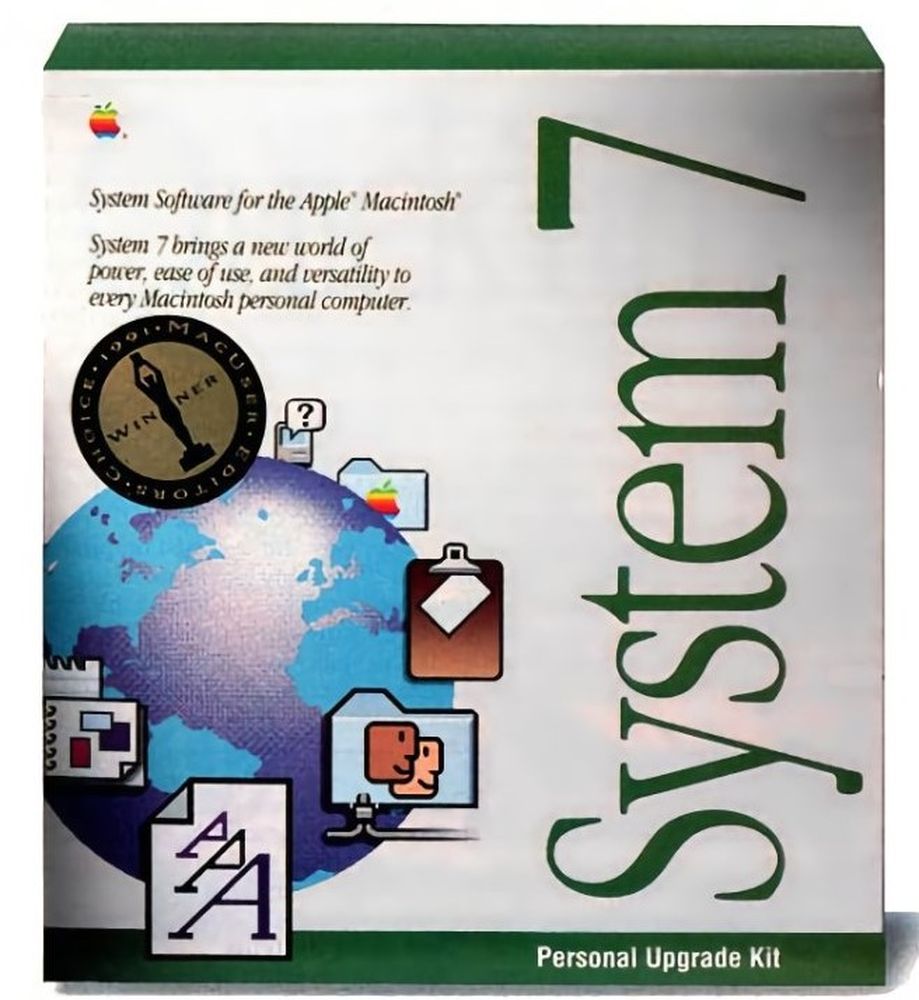 System Software for the Apple® Macintosh®
System 7 brings a new world of
power, ease of use, and versatility to
every Macintosh personal computer.
1991 • MACUSER • EDITORS' CHOICE •
WINNER
?
A A A
System 7
Personal Upgrade Kit